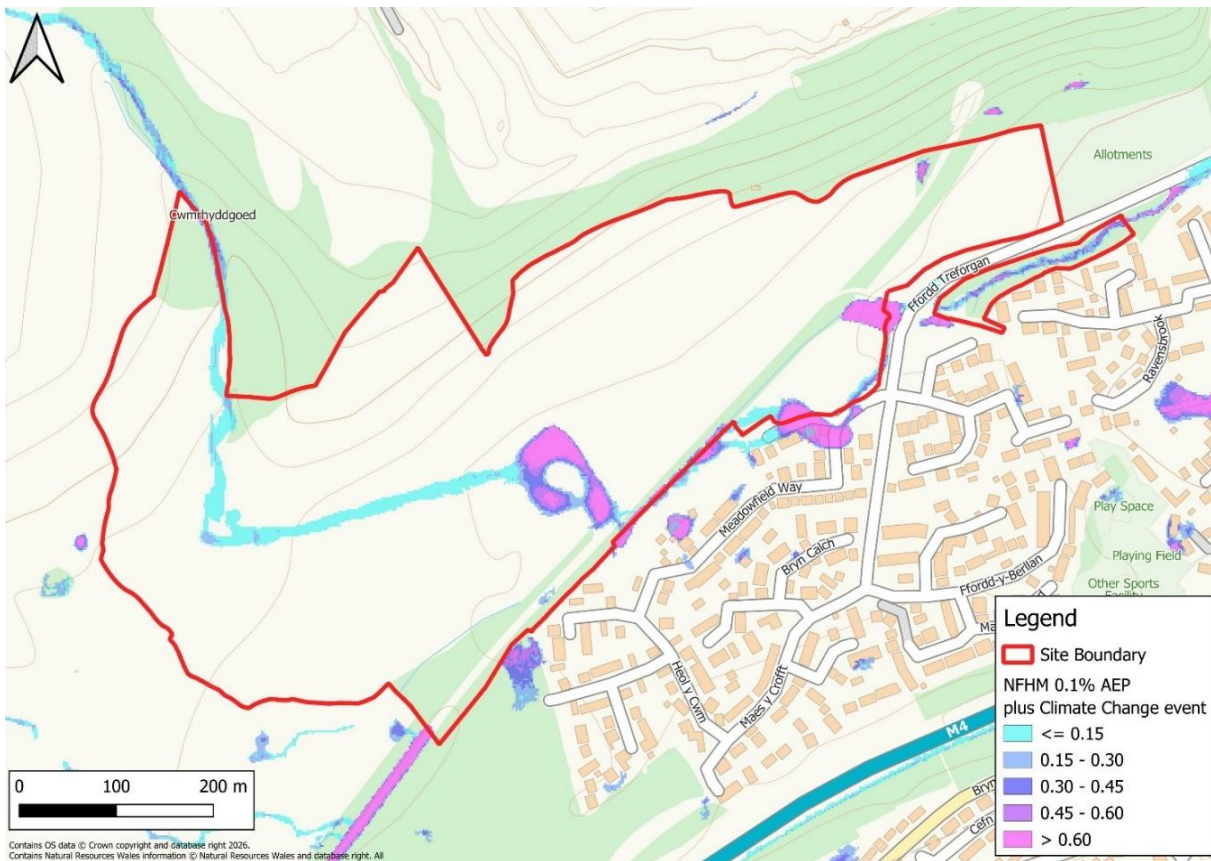 Cwmrhyddgoed
Allotments
Ffordd Treforgan
Ravensbrook
Meadowfield Way
Bryn Calch
Play Space
Playing Field
Other Sports
Facility
Ffordd-y-Berllan
Heol y Cwm
Maes y Crofft
M4
Legend
Site Boundary
NFHM 0.1% AEP
plus Climate Change event
<= 0.15
0.15 - 0.30
0.30 - 0.45
0.45 - 0.60
> 0.60
0 100 200 m
Contains OS data © Crown copyright and database right 2026.
Contains Natural Resources Wales information © Natural Resources Wales and database right. All